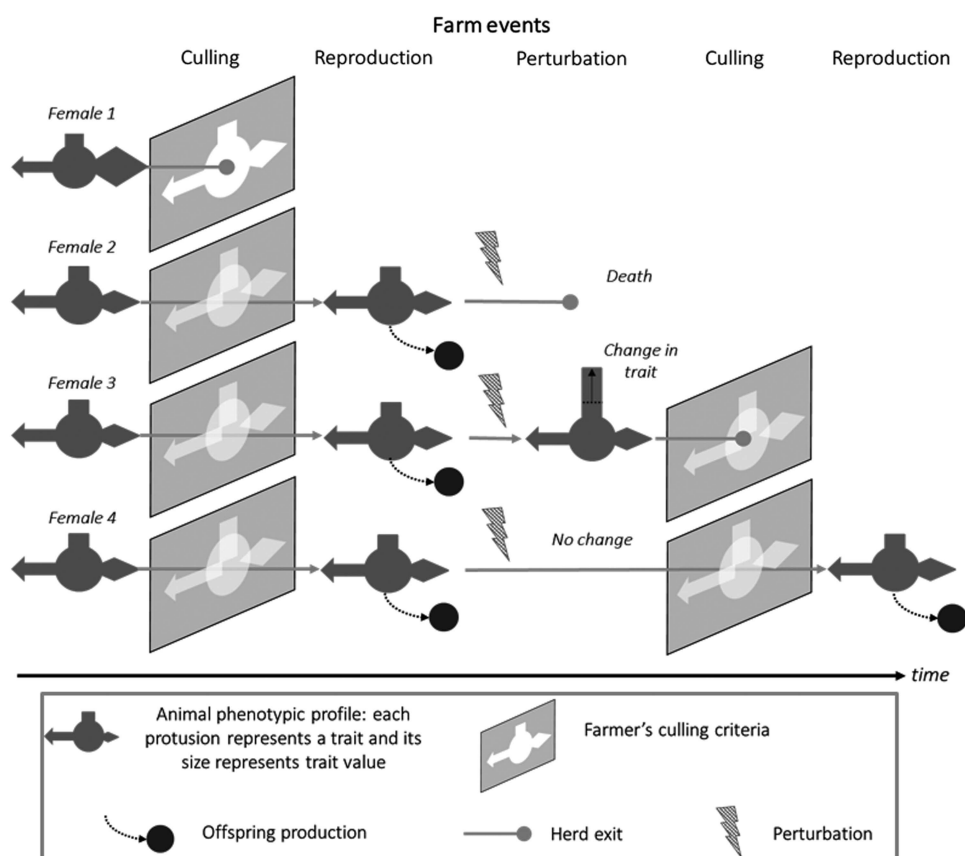 Farm events
Culling Reproduction Perturbation Culling Reproduction
Female 1
Female 2
Death
Change in
trait
Female 3
Female 4
No change
time
Animal phenotypic profile: each
protusion represents a trait and its
size represents trait value
Farmer's culling criteria
Offspring production
Herd exit
Perturbation